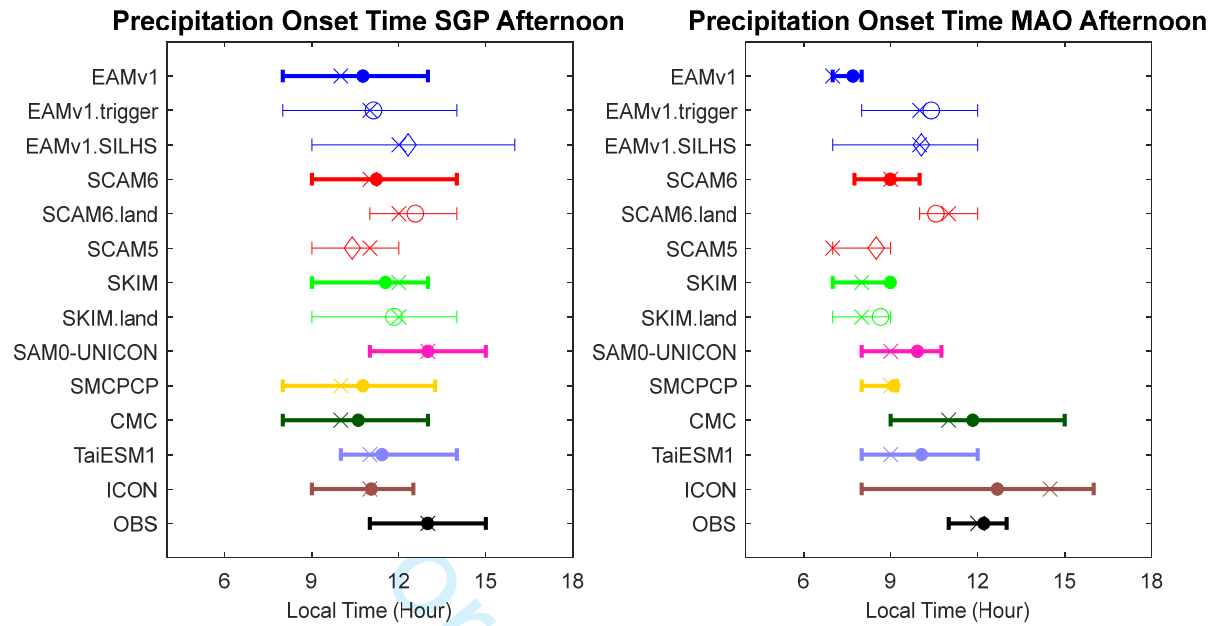 Precipitation Onset Time SGP Afternoon
EAMv1
EAMv1.trigger
EAMv1.SILHS
SCAM6
SCAM6.land
SCAM5
SKIM
SKIM.land
SAM0-UNICON
SMCPCP
CMC
TaiESM1
ICON
OBS
6 9 12 15 18
Local Time (Hour)
Precipitation Onset Time MAO Afternoon
EAMv1
EAMv1.trigger
EAMv1.SILHS
SCAM6
SCAM6.land
SCAM5
SKIM
SKIM.land
SAM0-UNICON
SMCPCP
CMC
TaiESM1
ICON
OBS
6 9 12 15 18
Local Time (Hour)